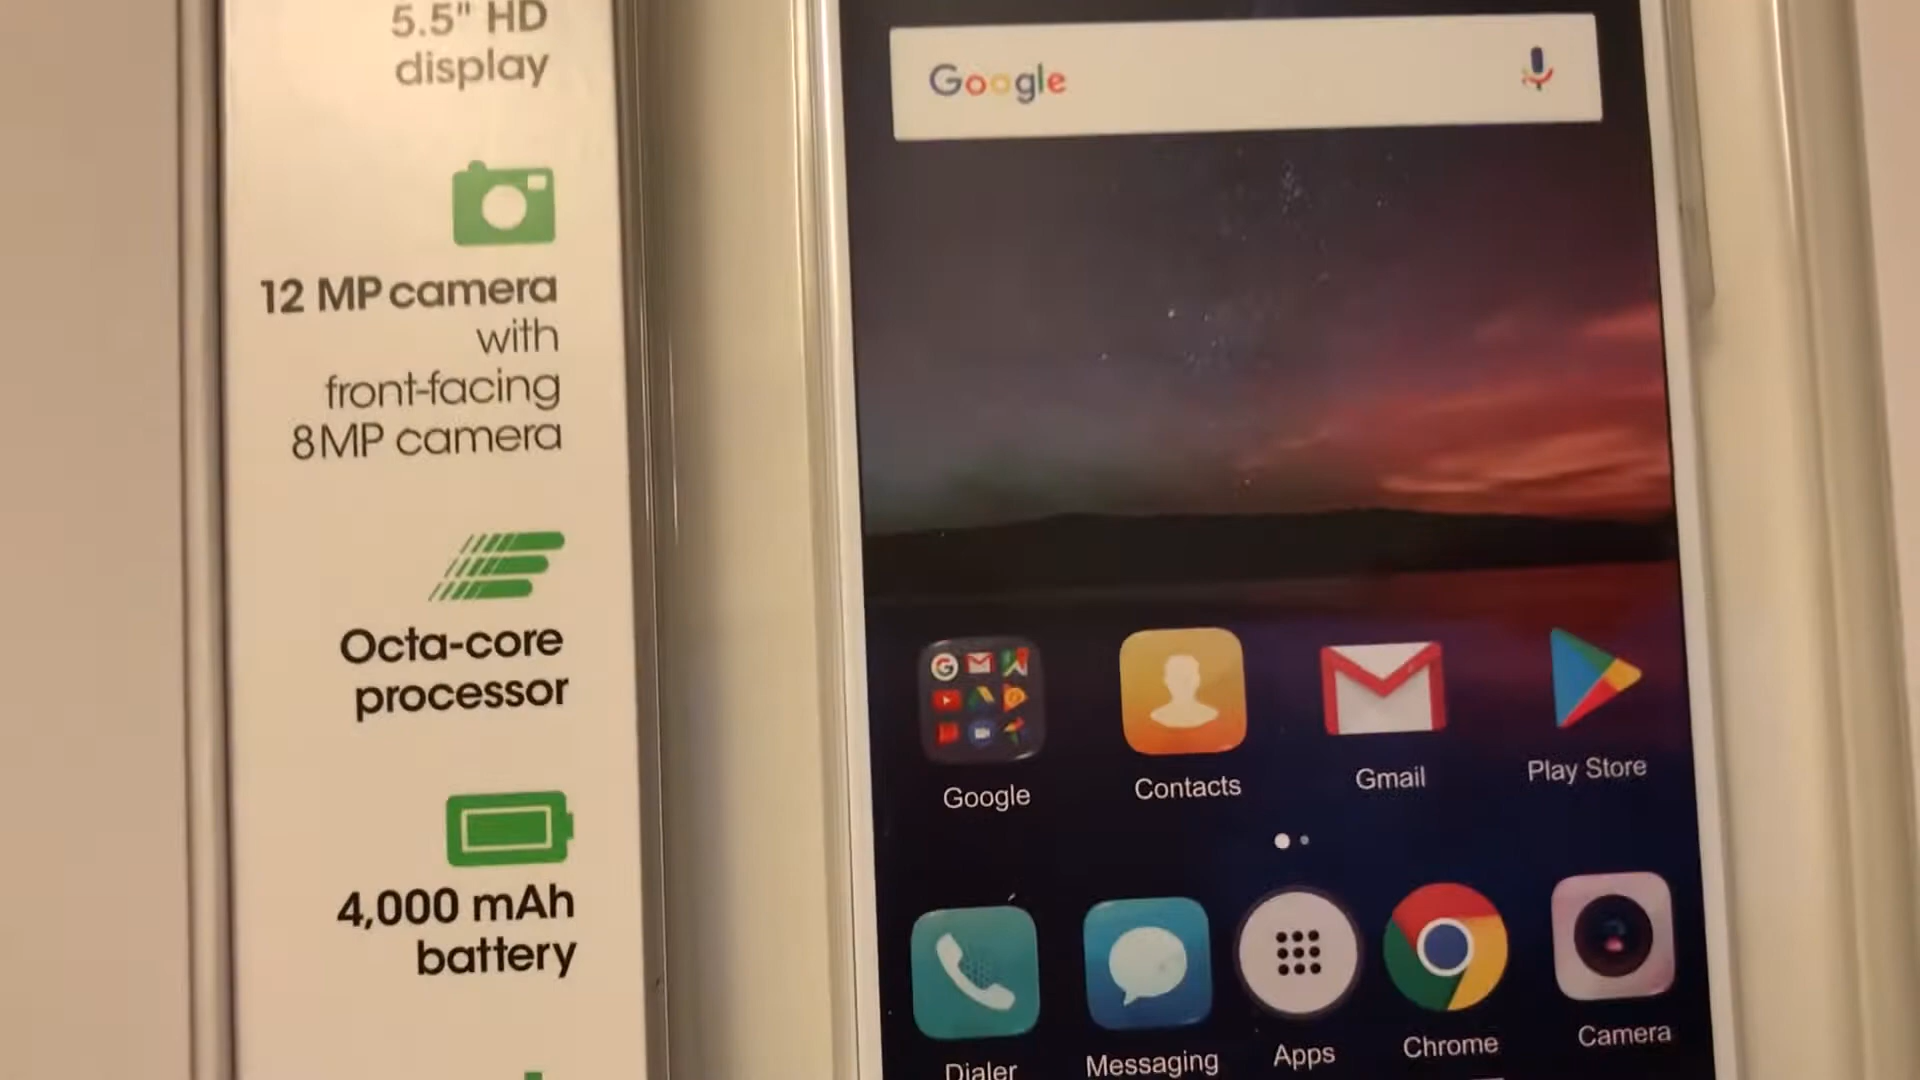 5.5" HD
display
12 MP camera
with
front-facing
8MP camera
Octa-core
processor
4,000 mAh
battery
Google
Google
Contacts
Gmail
Play Store
Dialer
Messaging
Apps
Chrome
Camera